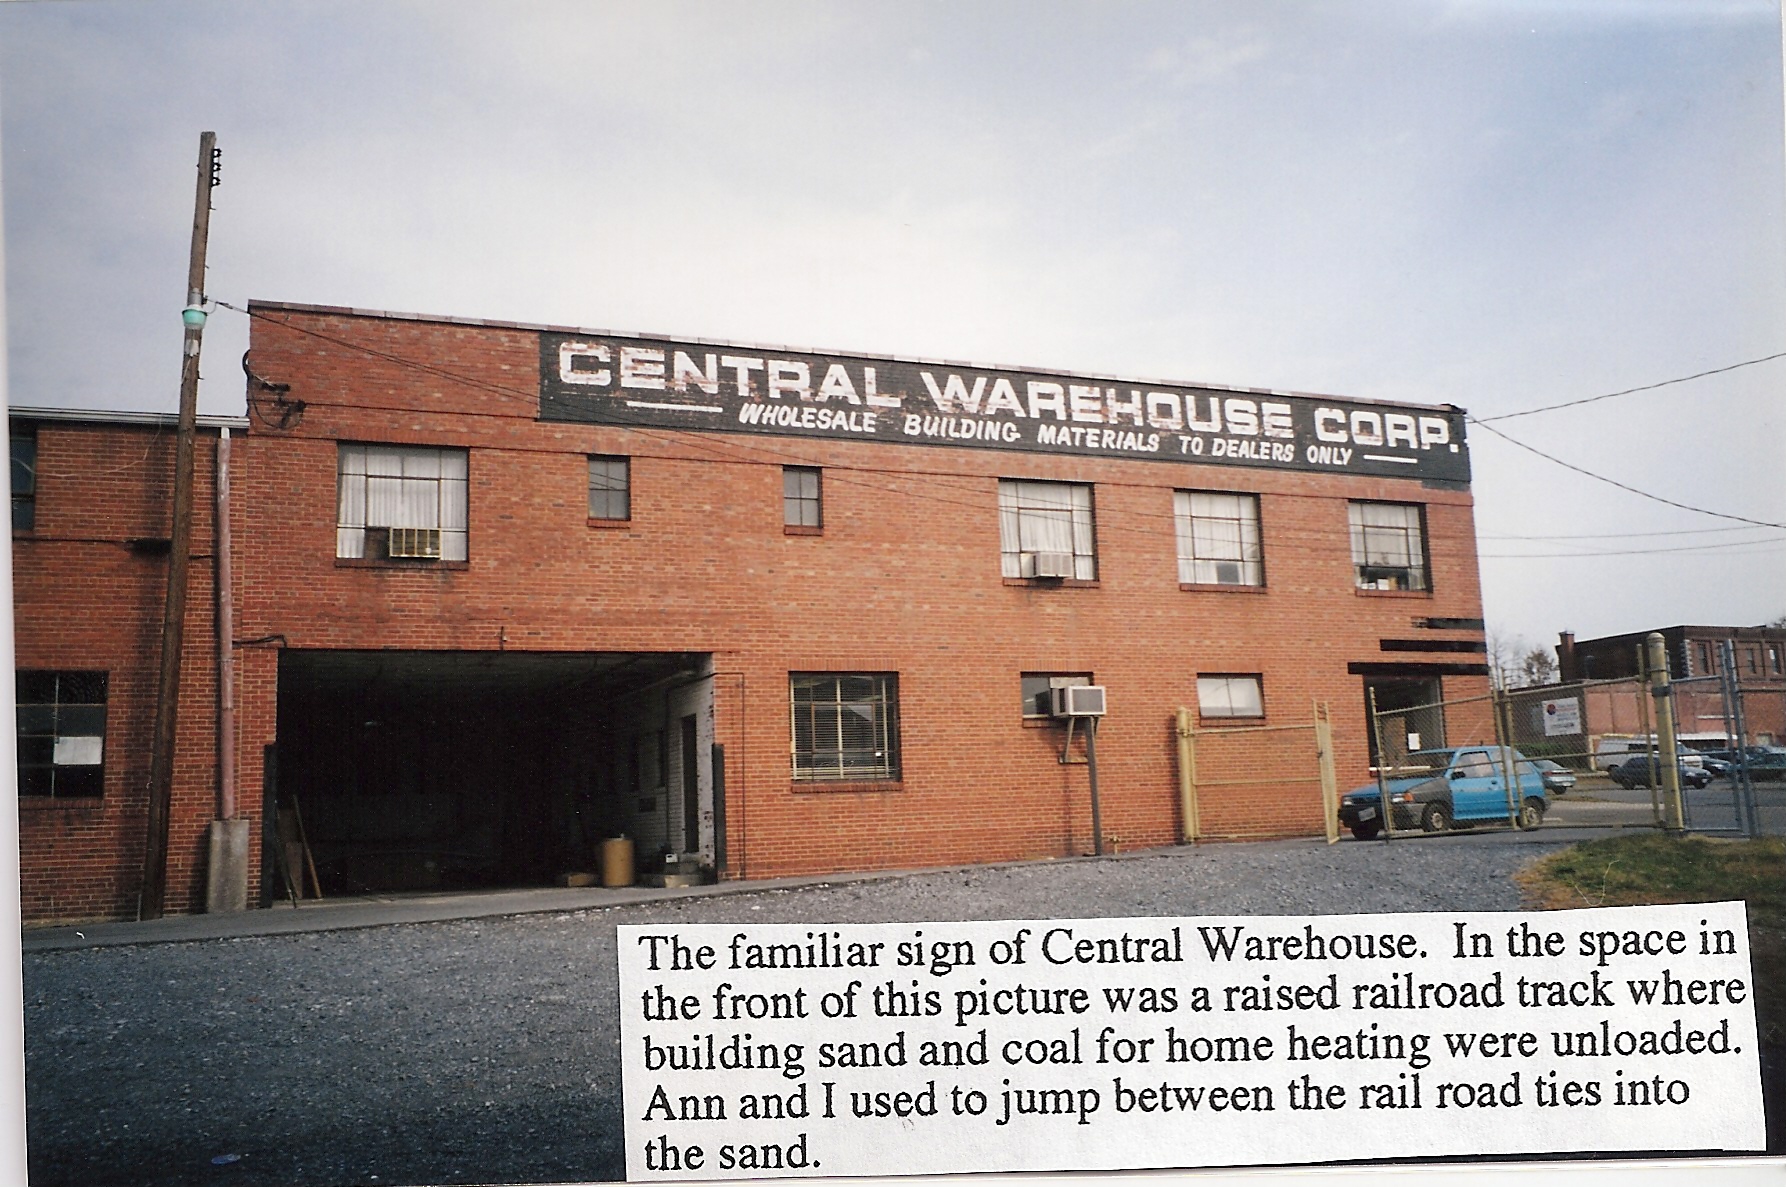 CENTRAL WAREHOUSE CORP.
WHOLESALE BUILDING MATERIALS TO DEALERS ONLY
The familiar sign of Central Warehouse. In the space in
the front of this picture was a raised railroad track where
building sand and coal for home heating were unloaded.
Ann and I used to jump between the rail road ties into
the sand.